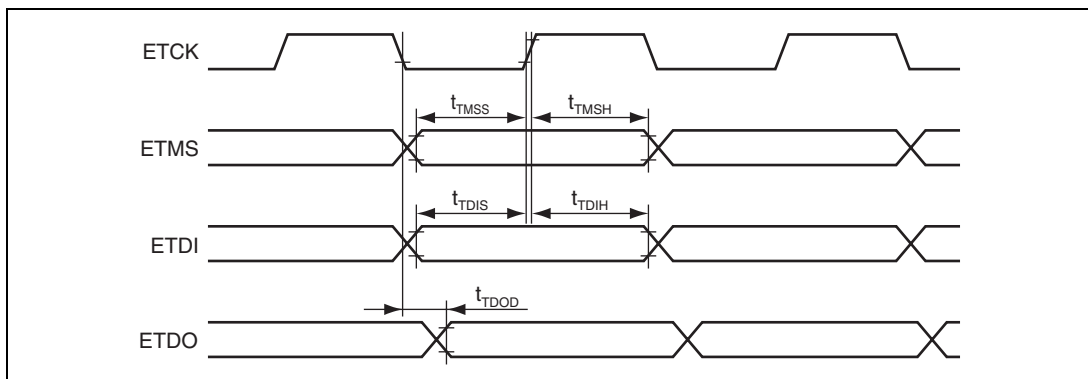 ETCK
tTMSS tTMSH
ETMS
tTDIS tTDIH
ETDI
tTDOD
ETDO